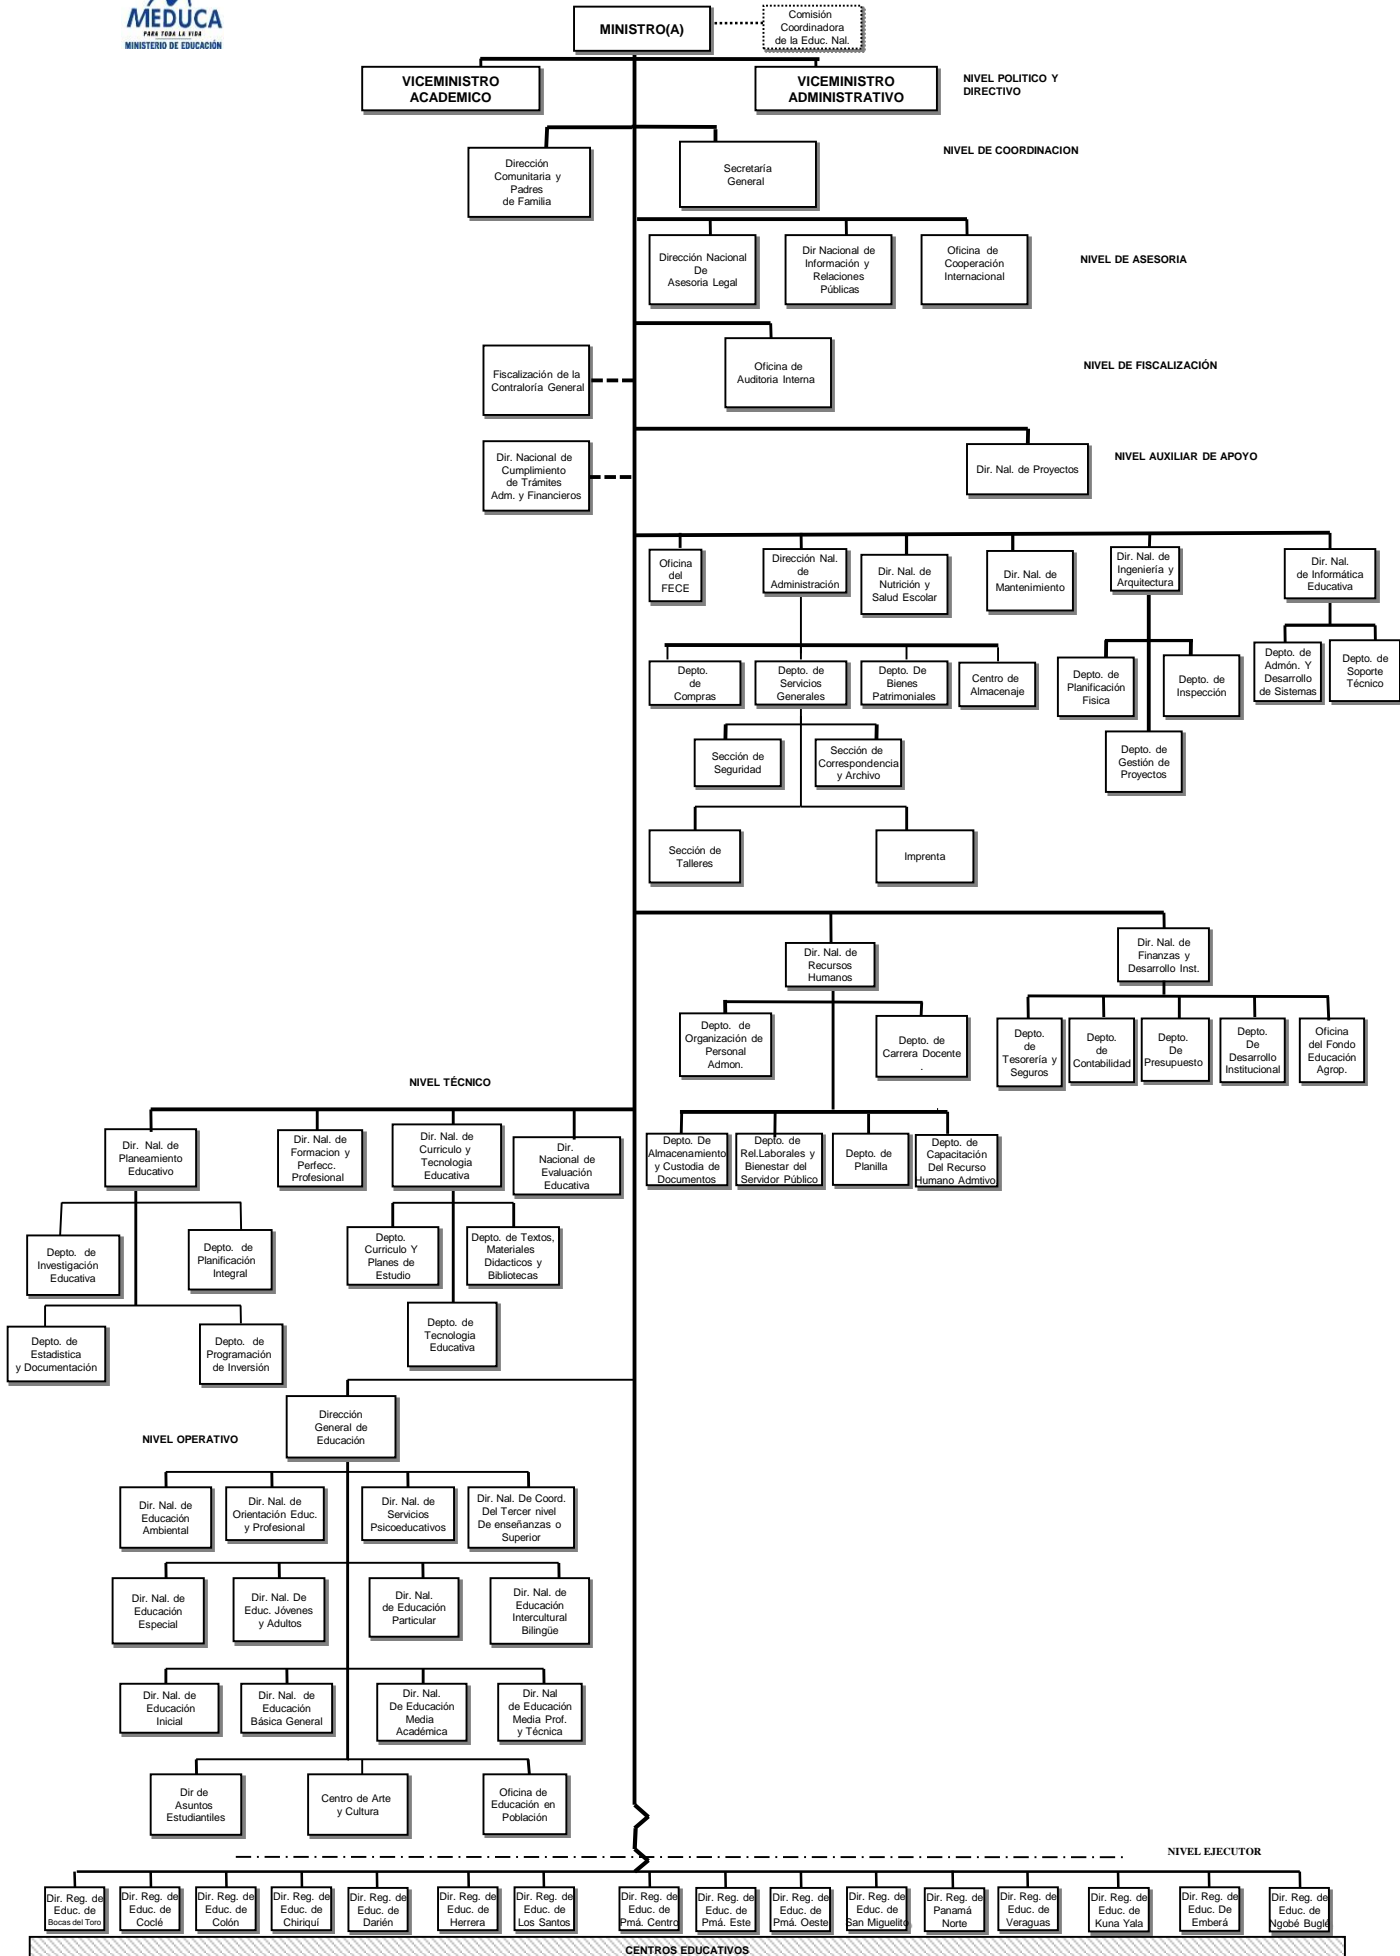 MEDUCA
PARA TODA LA VIDA
MINISTERIO DE EDUCACIÓN
MINISTRO(A)
Comisión
Coordinadora
de la Educ. Nal.
VICEMINISTRO
ACADEMICO
VICEMINISTRO
ADMINISTRATIVO
NIVEL POLITICO Y
DIRECTIVO
Dirección
Comunitaria y
Padres
de Familia
Secretaría
General
NIVEL DE COORDINACION
Dirección Nacional
De
Asesoria Legal
Dir Nacional de
Información y
Relaciones
Públicas
Oficina de
Cooperación
Internacional
NIVEL DE ASESORIA
Fiscalización de la
Contraloría General
Oficina de
Auditoria Interna
NIVEL DE FISCALIZACIÓN
Dir. Nacional de
Cumplimiento
de Trámites
Adm. y Financieros
Dir. Nal. de Proyectos
NIVEL AUXILIAR DE APOYO
Oficina
del
FECE
Dirección Nal.
de
Administración
Dir. Nal. de
Nutrición y
Salud Escolar
Dir. Nal. de
Mantenimiento
Dir. Nal. de
Ingeniería y
Arquitectura
Dir. Nal.
de Informática
Educativa
Depto.
de
Compras
Depto. de
Servicios
Generales
Depto. De
Bienes
Patrimoniales
Centro de
Almacenaje
Depto. de
Planificación
Fisica
Depto. de
Inspección
Depto. de
Admón. Y
Desarrollo
de Sistemas
Depto. de
Soporte
Técnico
Sección de
Seguridad
Sección de
Correspondencia
y Archivo
Depto. de
Gestión de
Proyectos
Sección de
Talleres
Imprenta
Dir. Nal. de
Recursos
Humanos
Dir. Nal. de
Finanzas y
Desarrollo Inst.
Depto. de
Organización de
Personal
Admon.
Depto. de
Carrera Docente
.
Depto.
de
Tesorería y
Seguros
Depto.
de
Contabilidad
Depto.
De
Presupuesto
Depto.
De
Desarrollo
Institucional
Oficina
del Fondo
Educación
Agrop.
Depto. De
Almacenamiento
y Custodia de
Documentos
Depto. de
Rel.Laborales y
Bienestar del
Servidor Público
Depto. de
Planilla
Depto. de
Capacitación
Del Recurso
Humano Admtivo
NIVEL TÉCNICO
Dir. Nal. de
Planeamiento
Educativo
Dir. Nal. de
Formacion y
Perfecc.
Profesional
Dir. Nal. de
Curriculo y
Tecnologia
Educativa
Dir.
Nacional de
Evaluación
Educativa
Depto. de
Investigación
Educativa
Depto. de
Planificación
Integral
Depto.
Curriculo Y
Planes de
Estudio
Depto. de Textos,
Materiales
Didacticos y
Bibliotecas
Depto. de
Estadistica
y Documentación
Depto. de
Programación
de Inversión
Depto. de
Tecnologia
Educativa
Dirección
General de
Educación
NIVEL OPERATIVO
Dir. Nal. de
Educación
Ambiental
Dir. Nal. de
Orientación Educ.
y Profesional
Dir. Nal. de
Servicios
Psicoeducativos
Dir. Nal. De Coord.
Del Tercer nivel
De enseñanzas o
Superior
Dir. Nal. de
Educación
Especial
Dir. Nal. De
Educ. Jóvenes
y Adultos
Dir. Nal.
de Educación
Particular
Dir. Nal. de
Educación
Intercultural
Bilingüe
Dir. Nal. de
Educación
Inicial
Dir. Nal. de
Educación
Básica General
Dir. Nal.
De Educación
Media
Académica
Dir. Nal
de Educación
Media Prof.
y Técnica
Dir de
Asuntos
Estudiantiles
Centro de Arte
y Cultura
Oficina de
Educación en
Población
NIVEL EJECUTOR
Dir. Reg. de
Educ. de
Bocas del Toro
Dir. Reg. de
Educ. de
Coclé
Dir. Reg. de
Educ. de
Colón
Dir. Reg. de
Educ. de
Chiriquí
Dir. Reg. de
Educ. de
Darién
Dir. Reg. de
Educ. de
Herrera
Dir. Reg. de
Educ. de
Los Santos
Dir. Reg. de
Educ. de
Pmá. Centro
Dir. Reg. de
Educ. de
Pmá. Este
Dir. Reg. de
Educ. de
Pmá. Oeste
Dir. Reg. de
Educ. de
San Miguelito
Dir. Reg. de
Panamá
Norte
Dir. Reg. de
Educ. de
Veraguas
Dir. Reg. de
Educ. de
Kuna Yala
Dir. Reg. de
Educ. De
Emberá
Dir. Reg. de
Educ. de
Ngobé Buglé
CENTROS EDUCATIVOS